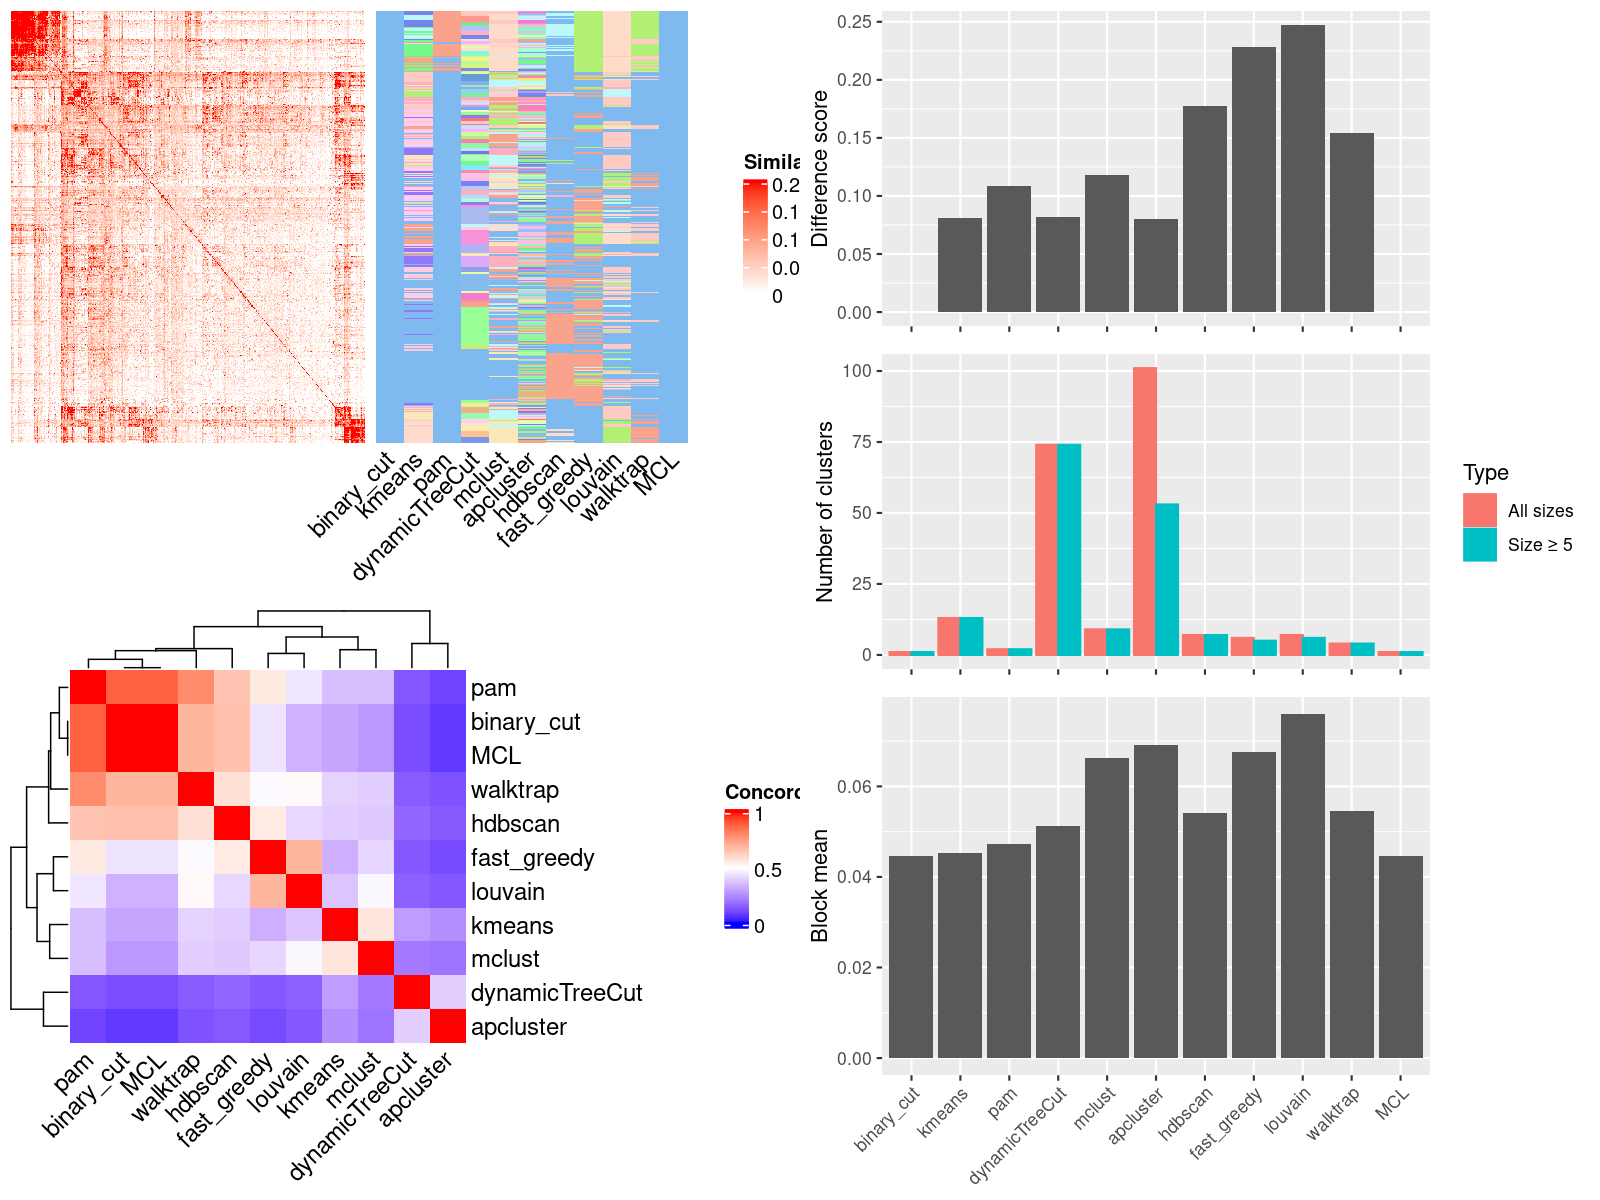 Simila
0.2
0.1
0.1
0.0
0
binary_cut
kmeans
pam
dynamicTreeCut
mclust
apcluster
hdbscan
fast_greedy
louvain
walktrap
MCL
pam
binary_cut
MCL
walktrap
hdbscan
fast_greedy
louvain
kmeans
mclust
dynamicTreeCut
apcluster
Concord
1
0.5
0
pam
binary_cut
MCL
walktrap
hdbscan
fast_greedy
louvain
kmeans
mclust
dynamicTreeCut
apcluster
Difference score
0.25
0.20
0.15
0.10
0.05
0.00
Number of clusters
100
75
50
25
0
Type
All sizes
Size ≥ 5
Block mean
0.06
0.04
0.02
0.00
binary_cut
kmeans
pam
dynamicTreeCut
mclust
apcluster
hdbscan
fast_greedy
louvain
walktrap
MCL